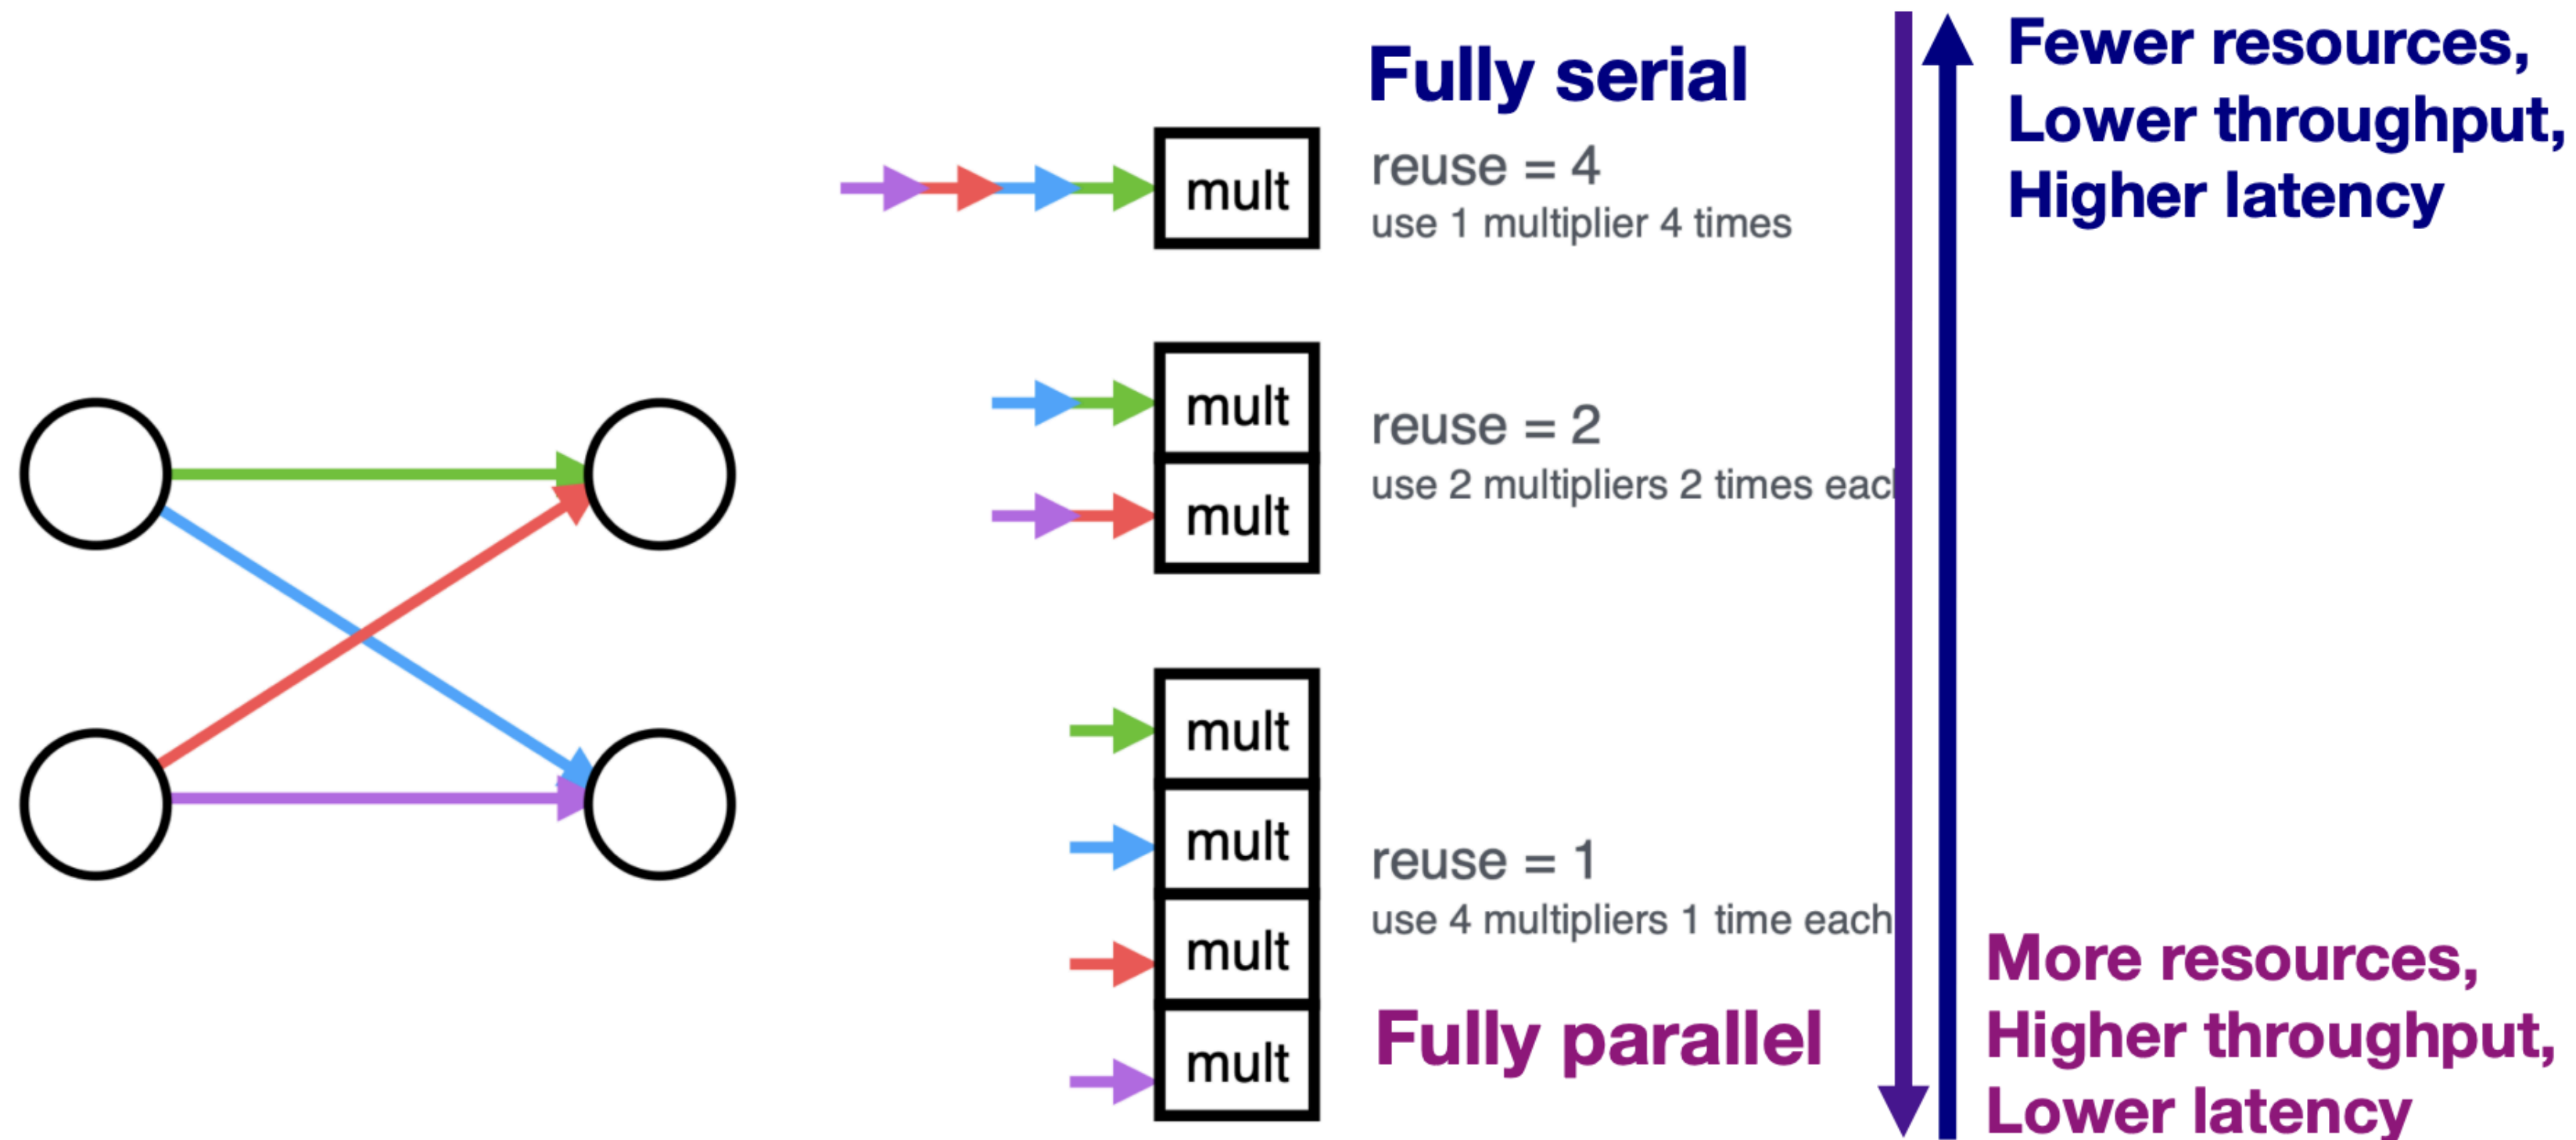 Fully serial
mult
reuse = 4
use 1 multiplier 4 times
mult
mult
reuse = 2
use 2 multipliers 2 times each
mult
mult
mult
mult
reuse = 1
use 4 multipliers 1 time each
Fully parallel
Fewer resources,
Lower throughput,
Higher latency
More resources,
Higher throughput,
Lower latency